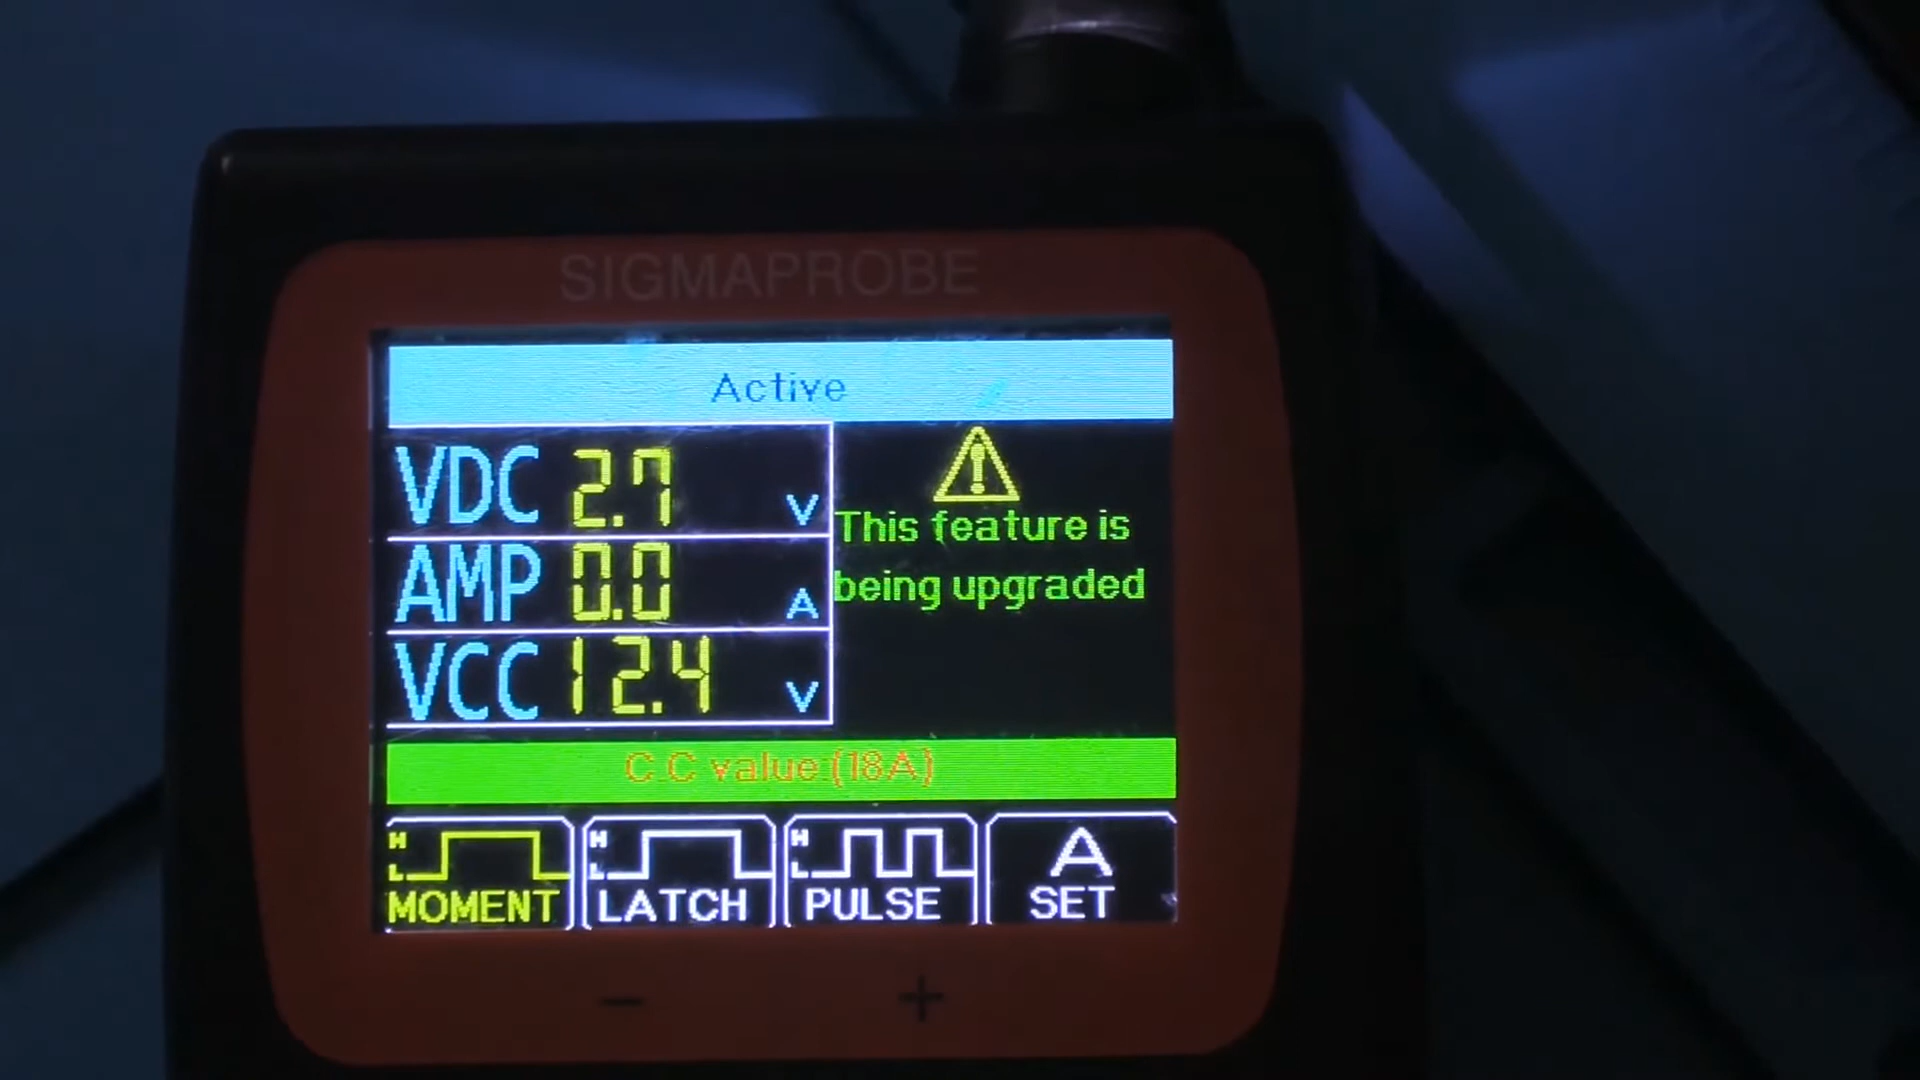 SIGMAPROBE
Active
VDC 2.7 V
This feature is
being upgraded
AMP 0.0 A
VCC 12.4 V
C.C value:(18A)
H
L
MOMENT
H
L
LATCH
H
L
PULSE
A
SET
- +